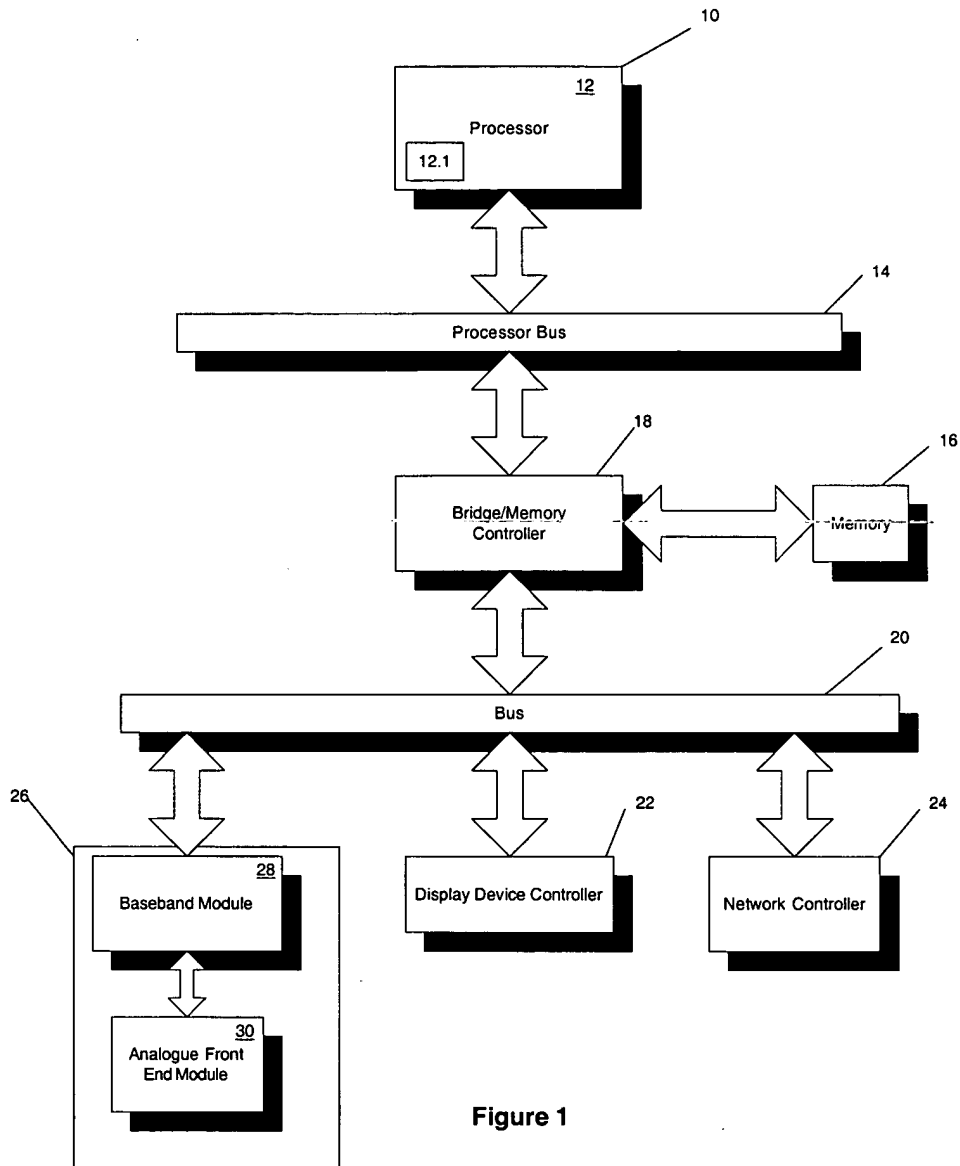 10
12
Processor
12.1
14
Processor Bus
18
16
Bridge/Memory
Controller
Memory
20
Bus
26
22
24
28
Baseband Module
Display Device Controller
Network Controller
30
Analogue Front
End Module
Figure 1